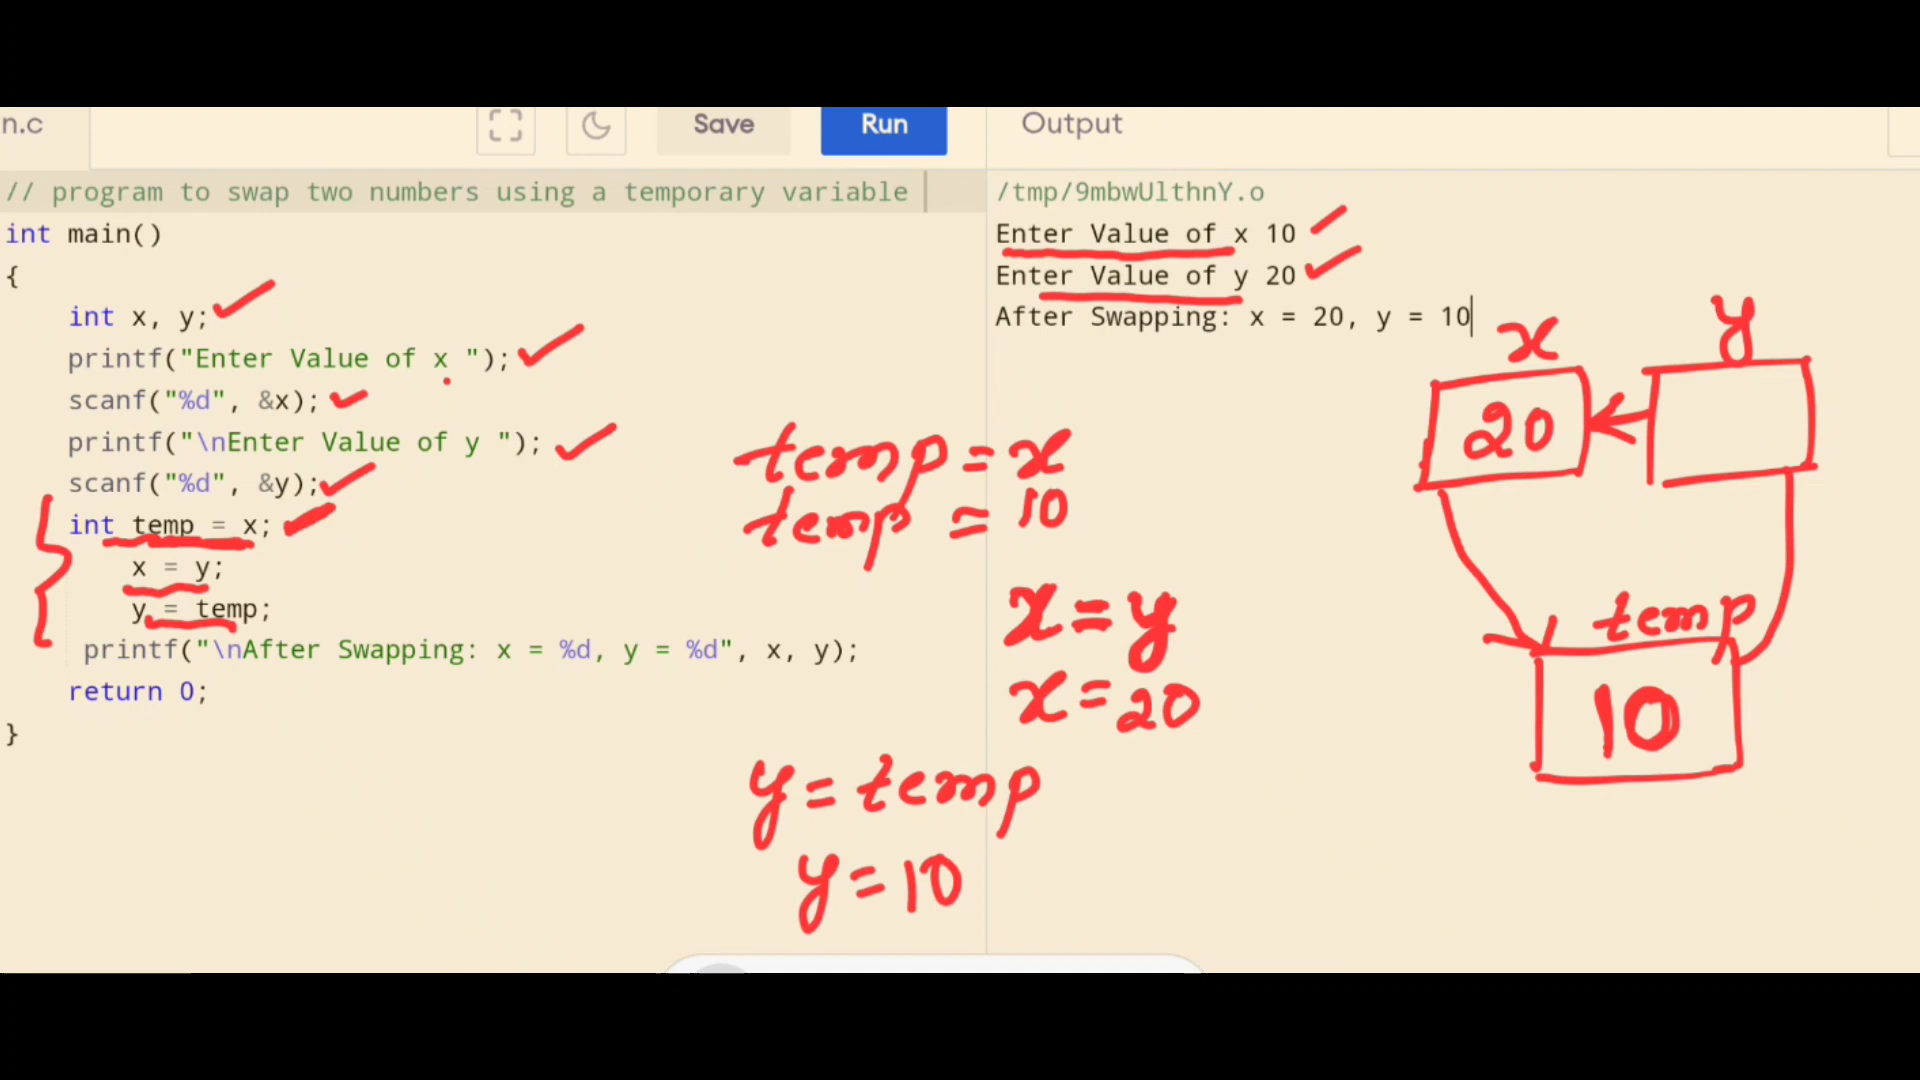 n.c
Save
Run
Output
// program to swap two numbers using a temporary variable
int main()
{
int x, y;
printf("Enter Value of x ");
scanf("%d", &x);
printf("\nEnter Value of y ");
scanf("%d", &y);
int temp = x;
x = y;
y = temp;
printf("\nAfter Swapping: x = %d, y = %d", x, y);
return 0;
}
/tmp/9mbwUlthnY.o
Enter Value of x 10
Enter Value of y 20
After Swapping: x = 20, y = 10
temp = x
temp = 10
x = y
x = 20
y = temp
y = 10
x
y
20
temp
10